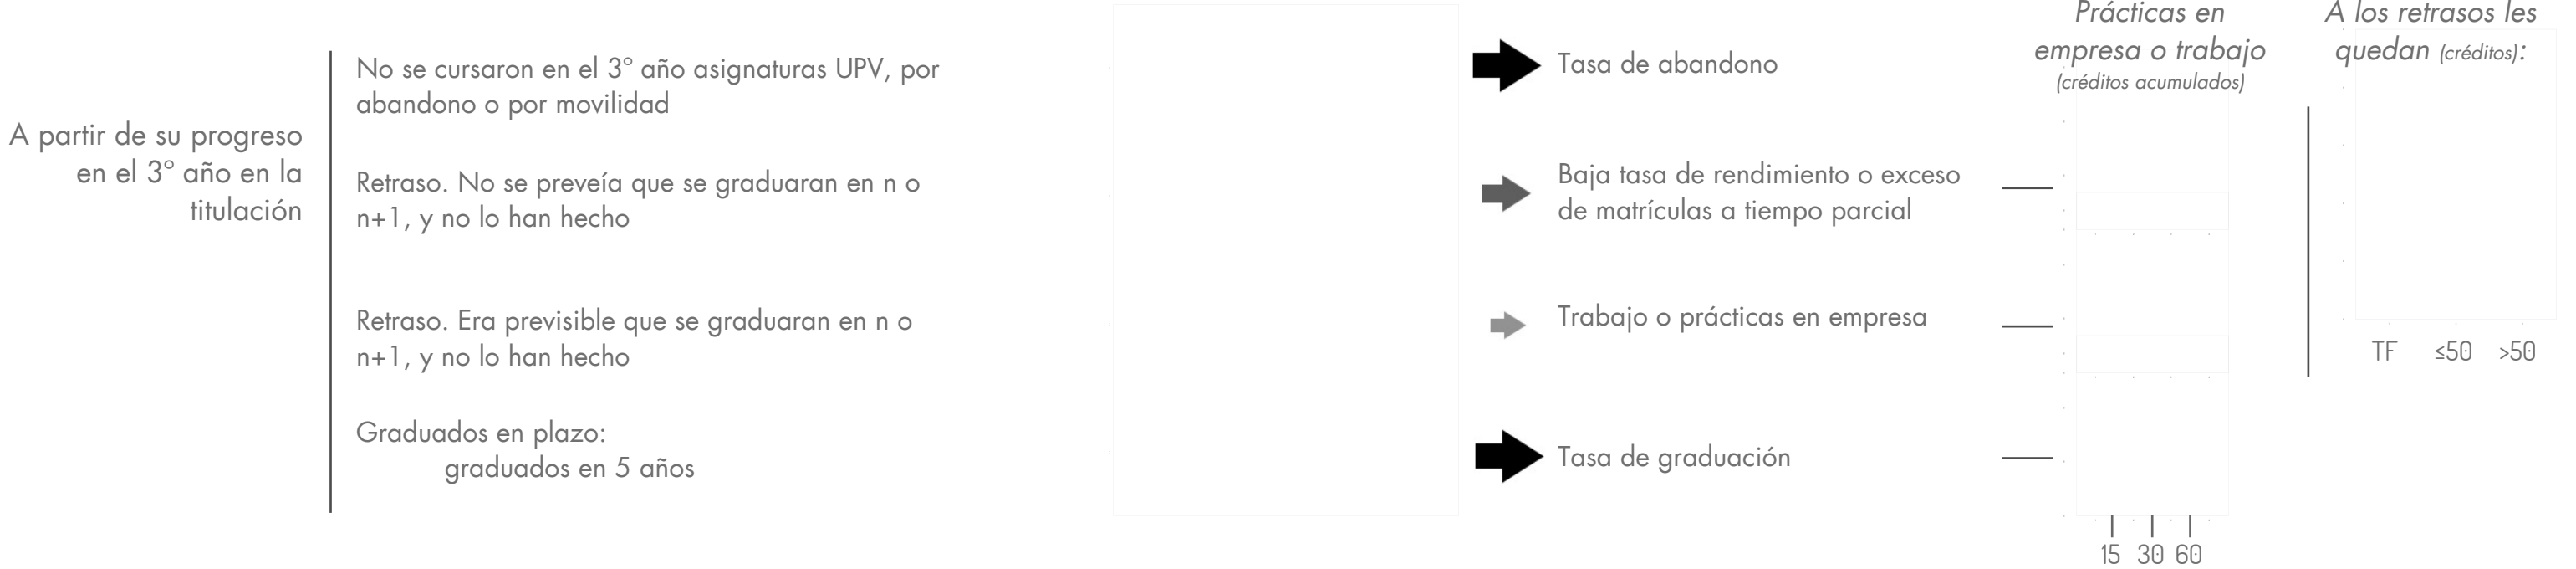 A partir de su progreso
en el 3º año en la
titulación
No se cursaron en el 3º año asignaturas UPV, por
abandono o por movilidad
Retraso. No se preveía que se graduaran en n o
n+1, y no lo han hecho
Retraso. Era previsible que se graduaran en n o
n+1, y no lo han hecho
Graduados en plazo:
graduados en 5 años
Tasa de abandono
Baja tasa de rendimiento o exceso
de matrículas a tiempo parcial
Trabajo o prácticas en empresa
Tasa de graduación
Prácticas en
empresa o trabajo
(créditos acumulados)
15 30 60
A los retrasos les
quedan (créditos):
TF ≤50 >50